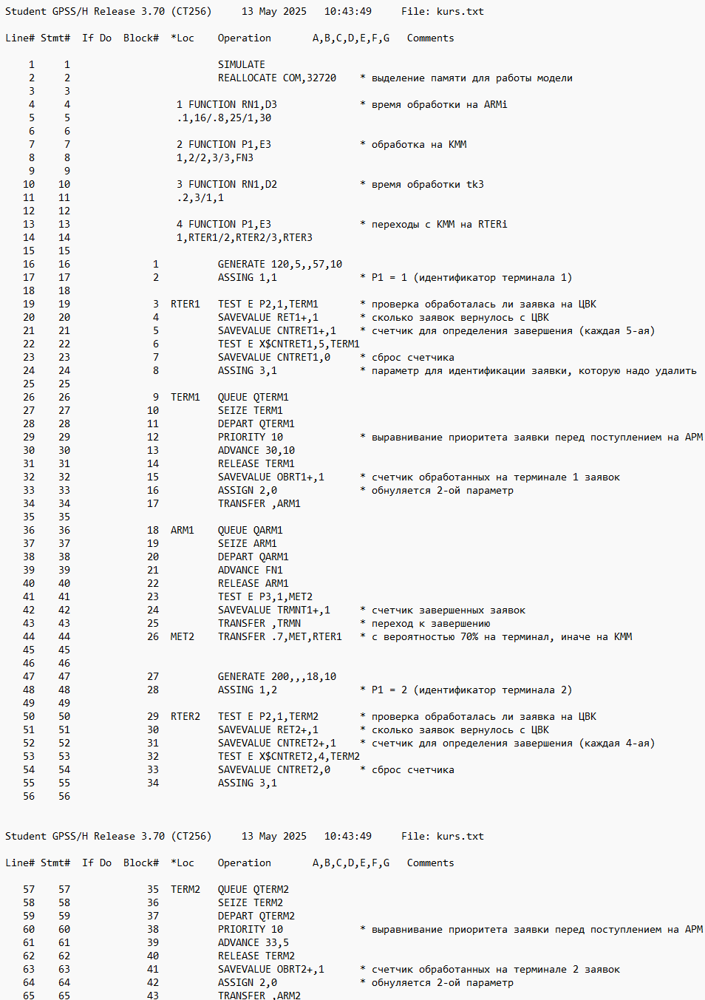 Student GPSS/H Release 3.70 (CT256)     13 May 2025   10:43:49     File: kurs.txt
Line# Stmt#  If Do  Block#  *Loc    Operation       A,B,C,D,E,F,G   Comments
    1     1                         SIMULATE
    2     2                         REALLOCATE COM,32720    * выделение памяти для работы модели
    3     3
    4     4                  1 FUNCTION RN1,D3              * время обработки на ARMi
    5     5                  .1,16/.8,25/1,30
    6     6
    7     7                  2 FUNCTION P1,E3               * обработка на КММ
    8     8                  1,2/2,3/3,FN3
    9     9
   10    10                  3 FUNCTION RN1,D2              * время обработки tk3
   11    11                  .2,3/1,1
   12    12
   13    13                  4 FUNCTION P1,E3               * переходы с КММ на RTERi
   14    14                  1,RTER1/2,RTER2/3,RTER3
   15    15
   16    16               1          GENERATE 120,5,,57,10
   17    17               2          ASSING 1,1              * P1 = 1 (идентификатор терминала 1)
   18    18
   19    19               3  RTER1   TEST E P2,1,TERM1       * проверка обработалась ли заявка на ЦВК
   20    20               4          SAVEVALUE RET1+,1       * сколько заявок вернулось с ЦВК
   21    21               5          SAVEVALUE CNTRET1+,1    * счетчик для определения завершения (каждая 5-ая)
   22    22               6          TEST E X$CNTRET1,5,TERM1
   23    23               7          SAVEVALUE CNTRET1,0     * сброс счетчика
   24    24               8          ASSING 3,1              * параметр для идентификации заявки, которую надо удалить
   25    25
   26    26               9  TERM1   QUEUE QTERM1
   27    27              10          SEIZE TERM1
   28    28              11          DEPART QTERM1
   29    29              12          PRIORITY 10             * выравнивание приоритета заявки перед поступлением на АРМ
   30    30              13          ADVANCE 30,10
   31    31              14          RELEASE TERM1
   32    32              15          SAVEVALUE OBRT1+,1      * счетчик обработанных на терминале 1 заявок
   33    33              16          ASSIGN 2,0              * обнуляется 2-ой параметр
   34    34              17          TRANSFER ,ARM1
   35    35
   36    36              18  ARM1    QUEUE QARM1
   37    37              19          SEIZE ARM1
   38    38              20          DEPART QARM1
   39    39              21          ADVANCE FN1
   40    40              22          RELEASE ARM1
   41    41              23          TEST E P3,1,MET2
   42    42              24          SAVEVALUE TRMNT1+,1     * счетчик завершенных заявок
   43    43              25          TRANSFER ,TRMN          * переход к завершению
   44    44              26  MET2    TRANSFER .7,MET,RTER1   * с вероятностью 70% на терминал, иначе на КММ
   45    45
   46    46
   47    47              27          GENERATE 200,,,18,10
   48    48              28          ASSING 1,2              * P1 = 2 (идентификатор терминала 2)
   49    49
   50    50              29  RTER2   TEST E P2,1,TERM2       * проверка обработалась ли заявка на ЦВК
   51    51              30          SAVEVALUE RET2+,1       * сколько заявок вернулось с ЦВК
   52    52              31          SAVEVALUE CNTRET2+,1    * счетчик для определения завершения (каждая 4-ая)
   53    53              32          TEST E X$CNTRET2,4,TERM2
   54    54              33          SAVEVALUE CNTRET2,0     * сброс счетчика
   55    55              34          ASSING 3,1
   56    56
Student GPSS/H Release 3.70 (CT256)     13 May 2025   10:43:49     File: kurs.txt
Line# Stmt#  If Do  Block#  *Loc    Operation       A,B,C,D,E,F,G   Comments
   57    57              35  TERM2   QUEUE QTERM2
   58    58              36          SEIZE TERM2
   59    59              37          DEPART QTERM2
   60    60              38          PRIORITY 10             * выравнивание приоритета заявки перед поступлением на АРМ
   61    61              39          ADVANCE 33,5
   62    62              40          RELEASE TERM2
   63    63              41          SAVEVALUE OBRT2+,1      * счетчик обработанных на терминале 2 заявок
   64    64              42          ASSIGN 2,0              * обнуляется 2-ой параметр
   65    65              43          TRANSFER ,ARM2